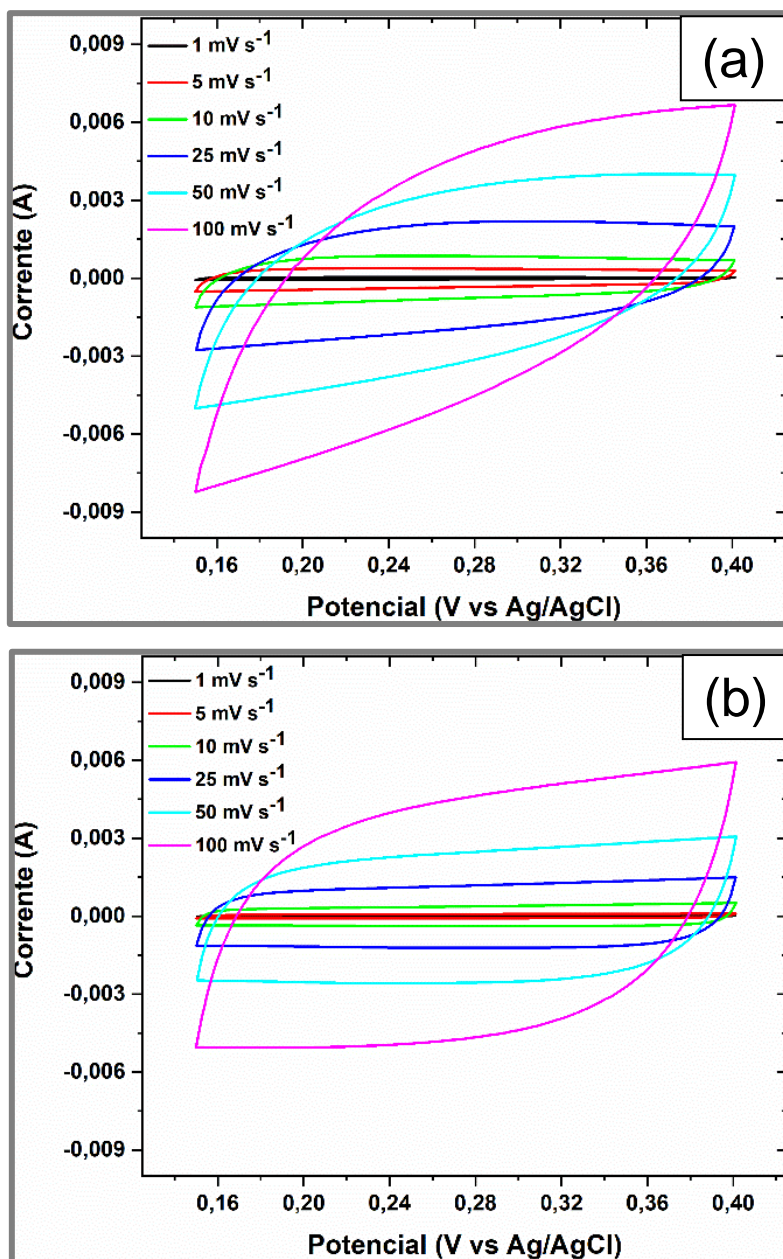 (a)
1 mV s⁻¹
5 mV s⁻¹
10 mV s⁻¹
25 mV s⁻¹
50 mV s⁻¹
100 mV s⁻¹
0,009
0,006
0,003
0,000
-0,003
-0,006
-0,009
Corrente (A)
0,16 0,20 0,24 0,28 0,32 0,36 0,40
Potencial (V vs Ag/AgCl)
(b)
1 mV s⁻¹
5 mV s⁻¹
10 mV s⁻¹
25 mV s⁻¹
50 mV s⁻¹
100 mV s⁻¹
0,009
0,006
0,003
0,000
-0,003
-0,006
-0,009
Corrente (A)
0,16 0,20 0,24 0,28 0,32 0,36 0,40
Potencial (V vs Ag/AgCl)